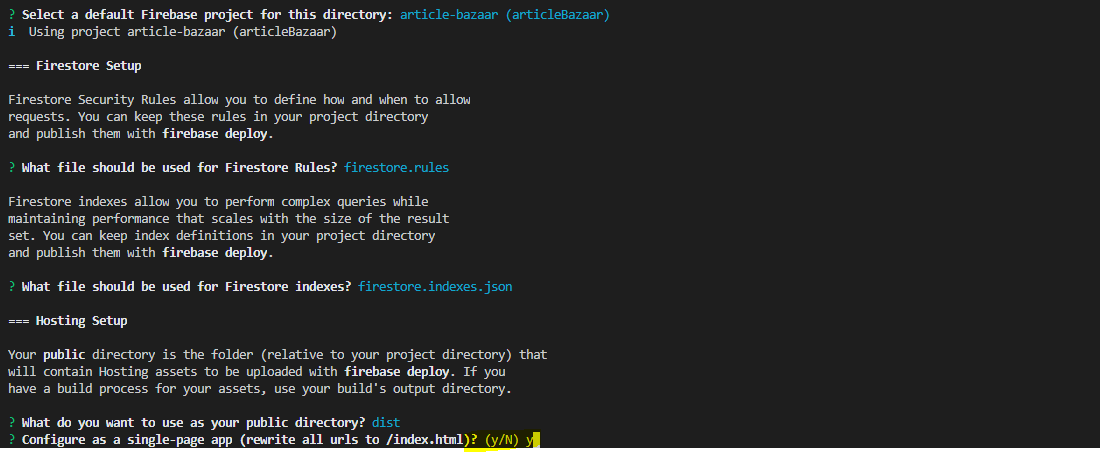 ? Select a default Firebase project for this directory: article-bazaar (articleBazaar)
i Using project article-bazaar (articleBazaar)
=== Firestore Setup
Firestore Security Rules allow you to define how and when to allow
requests. You can keep these rules in your project directory
and publish them with firebase deploy.
? What file should be used for Firestore Rules? firestore.rules
Firestore indexes allow you to perform complex queries while
maintaining performance that scales with the size of the result
set. You can keep index definitions in your project directory
and publish them with firebase deploy.
? What file should be used for Firestore indexes? firestore.indexes.json
=== Hosting Setup
Your public directory is the folder (relative to your project directory) that
will contain Hosting assets to be uploaded with firebase deploy. If you
have a build process for your assets, use your build's output directory.
? What do you want to use as your public directory? dist
? Configure as a single-page app (rewrite all urls to /index.html)? (y/N) y